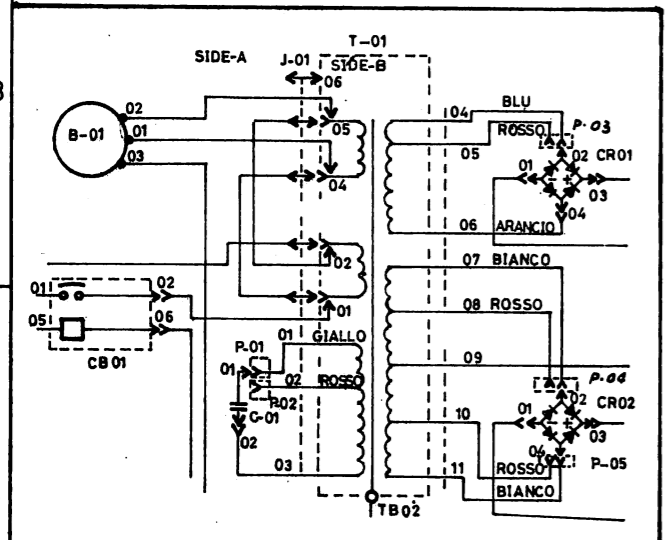 T-01
SIDE-A
J-01
SIDE-B
06
02
B-01
01
03
05
04
02
01
04
BLU
ROSSO
05
P-03
01
02
CR01
03
04
06
ARANCIO
07
BIANCO
08
ROSSO
09
01
02
05
06
CB01
01
GIALLO
P-01
01
02
ROSSO
P.02
C-01
02
03
P.04
01
02
CR02
03
10
04
ROSSO
P-05
11
BIANCO
TB02